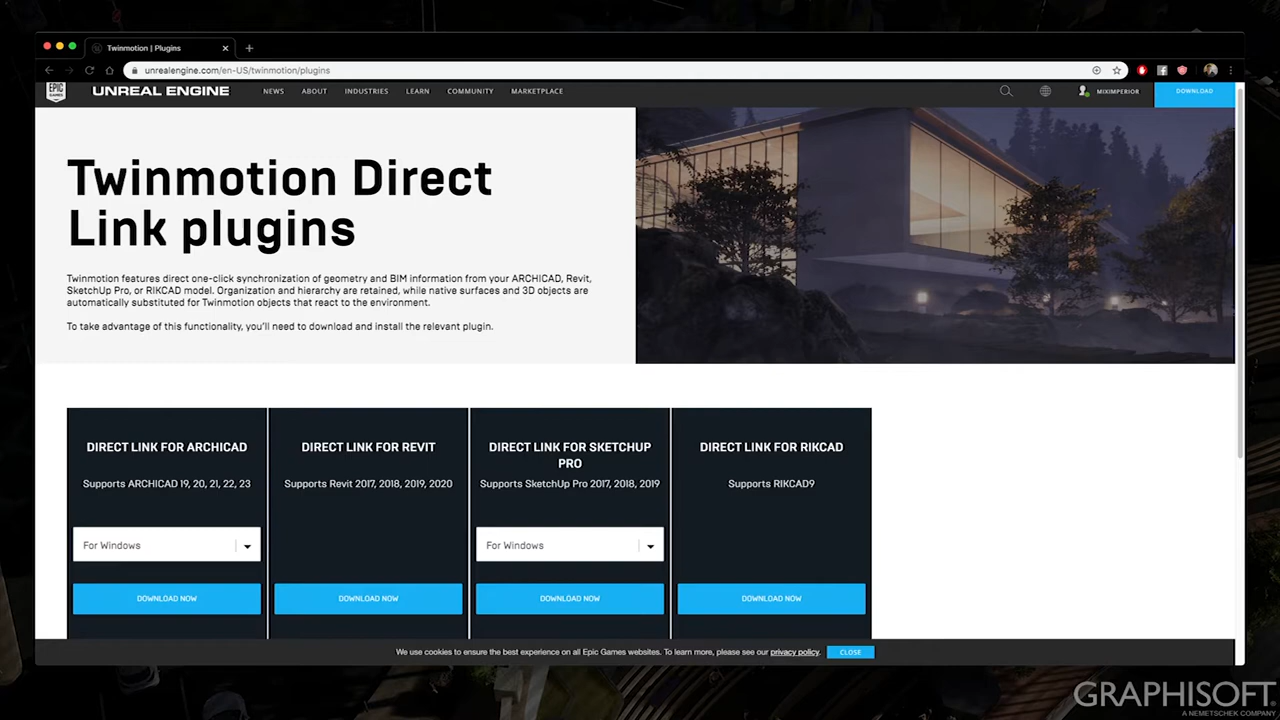 Twinmotion | Plugins
unrealengine.com/en-US/twinmotion/plugins
EPIC GAMES
UNREAL ENGINE NEWS ABOUT INDUSTRIES LEARN COMMUNITY MARKETPLACE MIXIMPERIOR DOWNLOAD
Twinmotion Direct
Link plugins
Twinmotion features direct one-click synchronization of geometry and BIM information from your ARCHICAD, Revit,
SketchUp Pro, or RIKCAD model. Organization and hierarchy are retained, while native surfaces and 3D objects are
automatically substituted for Twinmotion objects that react to the environment.
To take advantage of this functionality, you'll need to download and install the relevant plugin.
DIRECT LINK FOR ARCHICAD
Supports ARCHICAD 19, 20, 21, 22, 23
For Windows
DOWNLOAD NOW
DIRECT LINK FOR REVIT
Supports Revit 2017, 2018, 2019, 2020
DOWNLOAD NOW
DIRECT LINK FOR SKETCHUP
PRO
Supports SketchUp Pro 2017, 2018, 2019
For Windows
DOWNLOAD NOW
DIRECT LINK FOR RIKCAD
Supports RIKCAD9
DOWNLOAD NOW
We use cookies to ensure the best experience on all Epic Games websites. To learn more, please see our privacy policy. CLOSE
GRAPHISOFT.
A NEMETSCHEK COMPANY